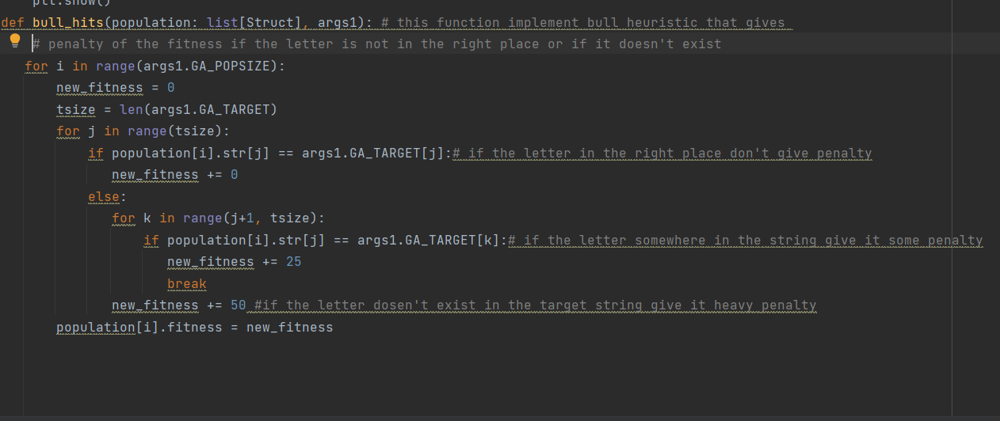 plt.show()
def bull_hits(population: list[Struct], args1): # this function implement bull heuristic that gives
# penalty of the fitness if the letter is not in the right place or if it doesn't exist
for i in range(args1.GA_POPSIZE):
new_fitness = 0
tsize = len(args1.GA_TARGET)
for j in range(tsize):
if population[i].str[j] == args1.GA_TARGET[j]:# if the letter in the right place don't give penalty
new_fitness += 0
else:
for k in range(j+1, tsize):
if population[i].str[j] == args1.GA_TARGET[k]:# if the letter somewhere in the string give it some penalty
new_fitness += 25
break
new_fitness += 50 #if the letter dosen't exist in the target string give it heavy penalty
population[i].fitness = new_fitness